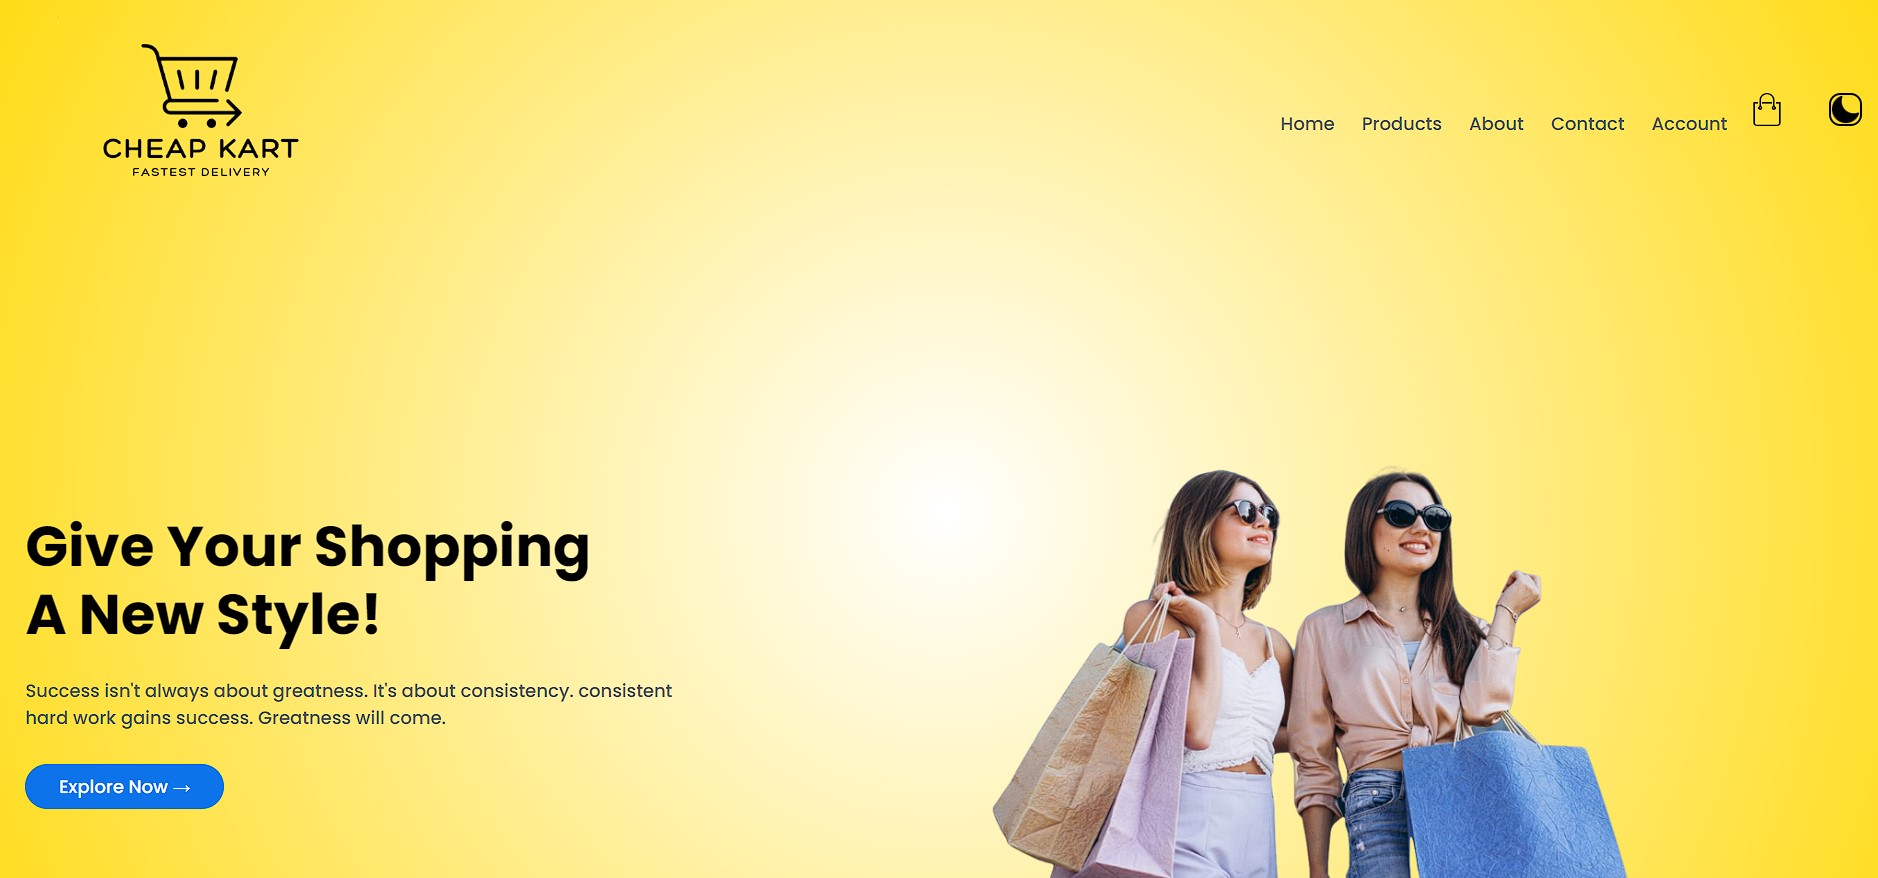 CHEAP KART
FASTEST DELIVERY
Home Products About Contact Account
Give Your Shopping
A New Style!
Success isn't always about greatness. It's about consistency. consistent
hard work gains success. Greatness will come.
Explore Now →